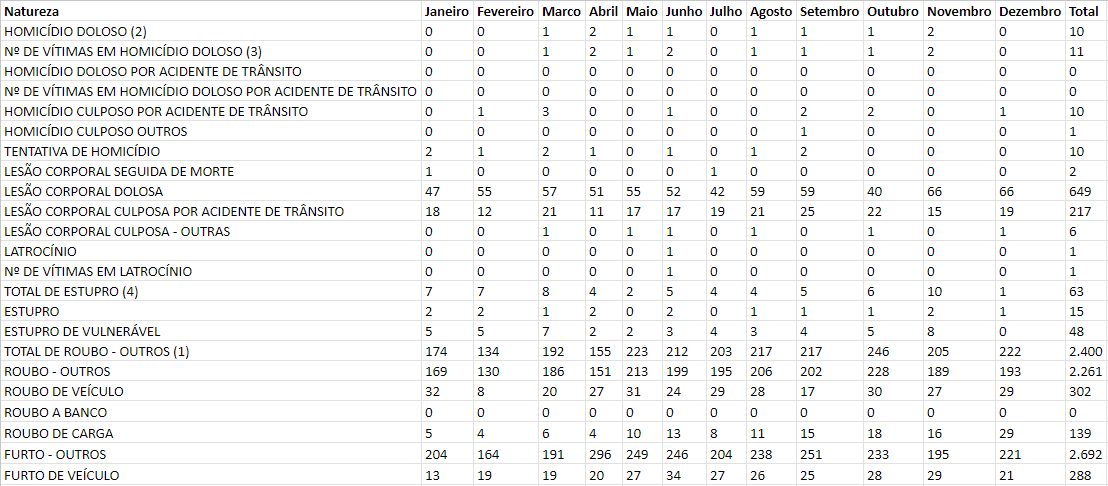 Natureza Janeiro Fevereiro Marco Abril Maio Junho Julho Agosto Setembro Outubro Novembro Dezembro Total
HOMICÍDIO DOLOSO (2) 0 0 1 2 1 1 0 1 1 1 2 0 10
Nº DE VÍTIMAS EM HOMICÍDIO DOLOSO (3) 0 0 1 2 1 2 0 1 1 1 2 0 11
HOMICÍDIO DOLOSO POR ACIDENTE DE TRÂNSITO 0 0 0 0 0 0 0 0 0 0 0 0 0
Nº DE VÍTIMAS EM HOMICÍDIO DOLOSO POR ACIDENTE DE TRÂNSITO 0 0 0 0 0 0 0 0 0 0 0 0 0
HOMICÍDIO CULPOSO POR ACIDENTE DE TRÂNSITO 0 1 3 0 0 1 0 0 2 2 0 1 10
HOMICÍDIO CULPOSO OUTROS 0 0 0 0 0 0 0 0 1 0 0 0 1
TENTATIVA DE HOMICÍDIO 2 1 2 1 0 1 0 1 2 0 0 0 10
LESÃO CORPORAL SEGUIDA DE MORTE 1 0 0 0 0 0 1 0 0 0 0 0 2
LESÃO CORPORAL DOLOSA 47 55 57 51 55 52 42 59 59 40 66 66 649
LESÃO CORPORAL CULPOSA POR ACIDENTE DE TRÂNSITO 18 12 21 11 17 17 19 21 25 22 15 19 217
LESÃO CORPORAL CULPOSA - OUTRAS 0 0 1 0 1 1 0 1 0 1 0 1 6
LATROCÍNIO 0 0 0 0 0 1 0 0 0 0 0 0 1
Nº DE VÍTIMAS EM LATROCÍNIO 0 0 0 0 0 1 0 0 0 0 0 0 1
TOTAL DE ESTUPRO (4) 7 7 8 4 2 5 4 4 5 6 10 1 63
ESTUPRO 2 2 1 2 0 2 0 1 1 1 2 1 15
ESTUPRO DE VULNERÁVEL 5 5 7 2 2 3 4 3 4 5 8 0 48
TOTAL DE ROUBO - OUTROS (1) 174 134 192 155 223 212 203 217 217 246 205 222 2.400
ROUBO - OUTROS 169 130 186 151 213 199 195 206 202 228 189 193 2.261
ROUBO DE VEÍCULO 32 8 20 27 31 24 29 28 17 30 27 29 302
ROUBO A BANCO 0 0 0 0 0 0 0 0 0 0 0 0 0
ROUBO DE CARGA 5 4 6 4 10 13 8 11 15 18 16 29 139
FURTO - OUTROS 204 164 191 296 249 246 204 238 251 233 195 221 2.692
FURTO DE VEÍCULO 13 19 19 20 27 34 27 26 25 28 29 21 288